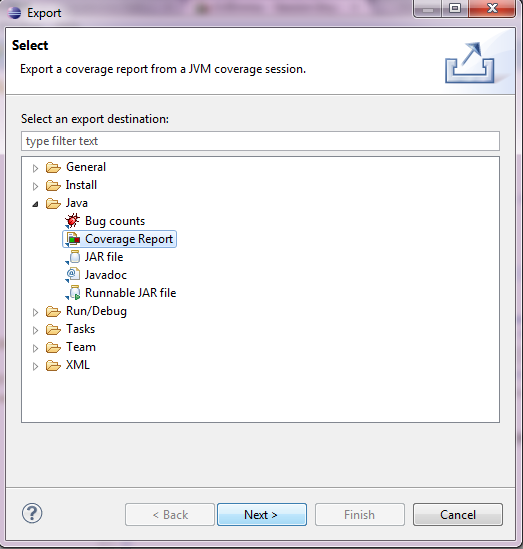 Export
Select
Export a coverage report from a JVM coverage session.
Select an export destination:
type filter text
General
Install
Java
Bug counts
Coverage Report
JAR file
Javadoc
Runnable JAR file
Run/Debug
Tasks
Team
XML
? < Back Next > Finish Cancel